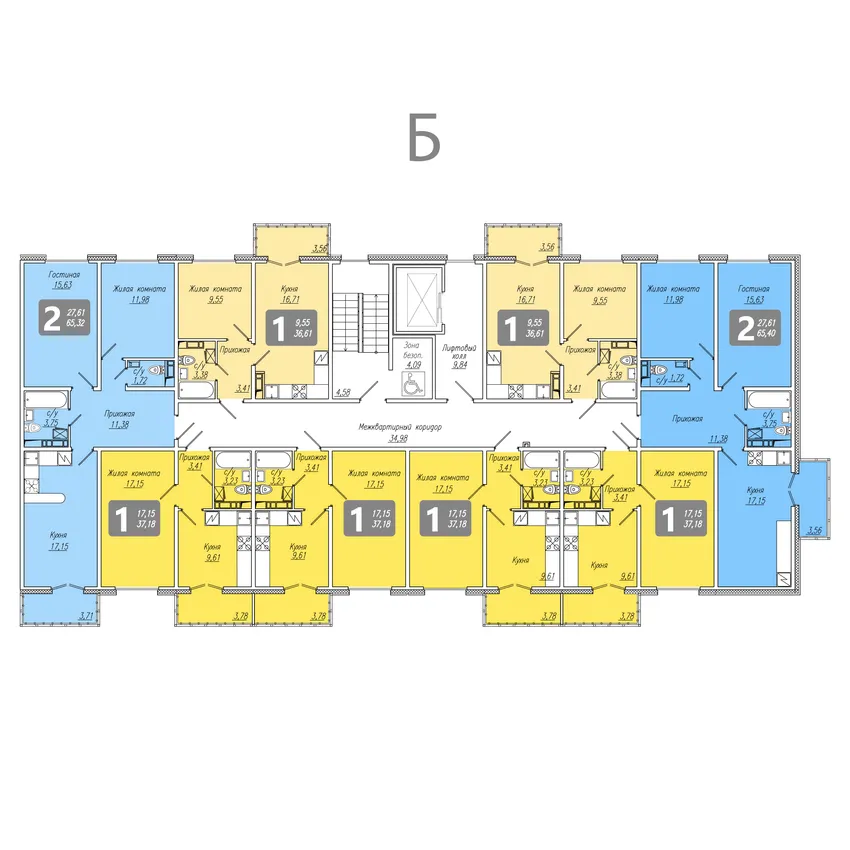 Б
3,56
3,56
Гостиная
15,63
2
27,61
65,32
Жилая комната
11,98
Жилая комната
9,55
Кухня
16,71
1
9,55
36,61
Прихожая
3,41
с/у
3,38
с/у
1,72
с/у
3,75
Прихожая
11,38
4,58
Зона
безоп.
4,09
Лифтовый
холл
9,84
Кухня
16,71
1
9,55
36,61
Жилая комната
9,55
Прихожая
3,41
с/у
3,38
Жилая комната
11,98
Гостиная
15,63
2
27,61
65,40
с/у
1,72
с/у
3,75
Прихожая
11,38
Межквартирный коридор
34,98
Кухня
17,15
3,71
Жилая комната
17,15
1
17,15
37,18
Прихожая
3,41
с/у
3,23
Кухня
9,61
3,78
с/у
3,23
Прихожая
3,41
Кухня
9,61
3,78
Жилая комната
17,15
1
17,15
37,18
Жилая комната
17,15
1
17,15
37,18
Прихожая
3,41
с/у
3,23
Кухня
9,61
3,78
с/у
3,23
Прихожая
3,41
Кухня
9,61
3,78
Жилая комната
17,15
1
17,15
37,18
Кухня
17,15
3,56